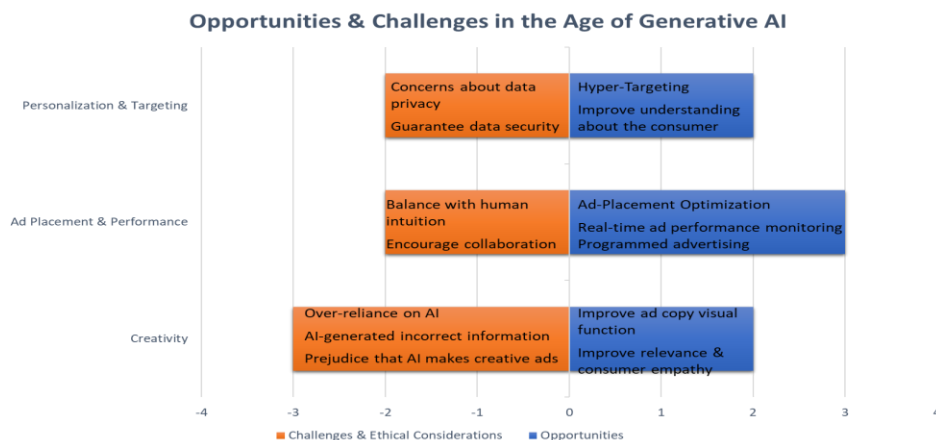 Opportunities & Challenges in the Age of Generative AI
Personalization & Targeting
Concerns about data
privacy
Guarantee data security
Hyper-Targeting
Improve understanding
about the consumer
Ad Placement & Performance
Balance with human
intuition
Encourage collaboration
Ad-Placement Optimization
Real-time ad performance monitoring
Programmed advertising
Creativity
Over-reliance on AI
AI-generated incorrect information
Prejudice that AI makes creative ads
Improve ad copy visual
function
Improve relevance &
consumer empathy
-4 -3 -2 -1 0 1 2 3 4
Challenges & Ethical Considerations Opportunities